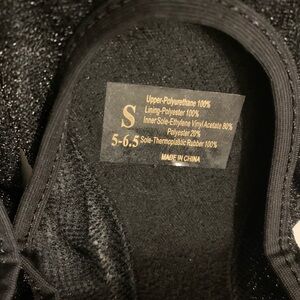 Upper-Polyurethane 100%
Lining-Polyester 100%
S Inner Sole-Ethylene Vinyl Acetate 80%
Polyester 20%
5-6.5 Sole-Thermoplastic Rubber 100%
MADE IN CHINA